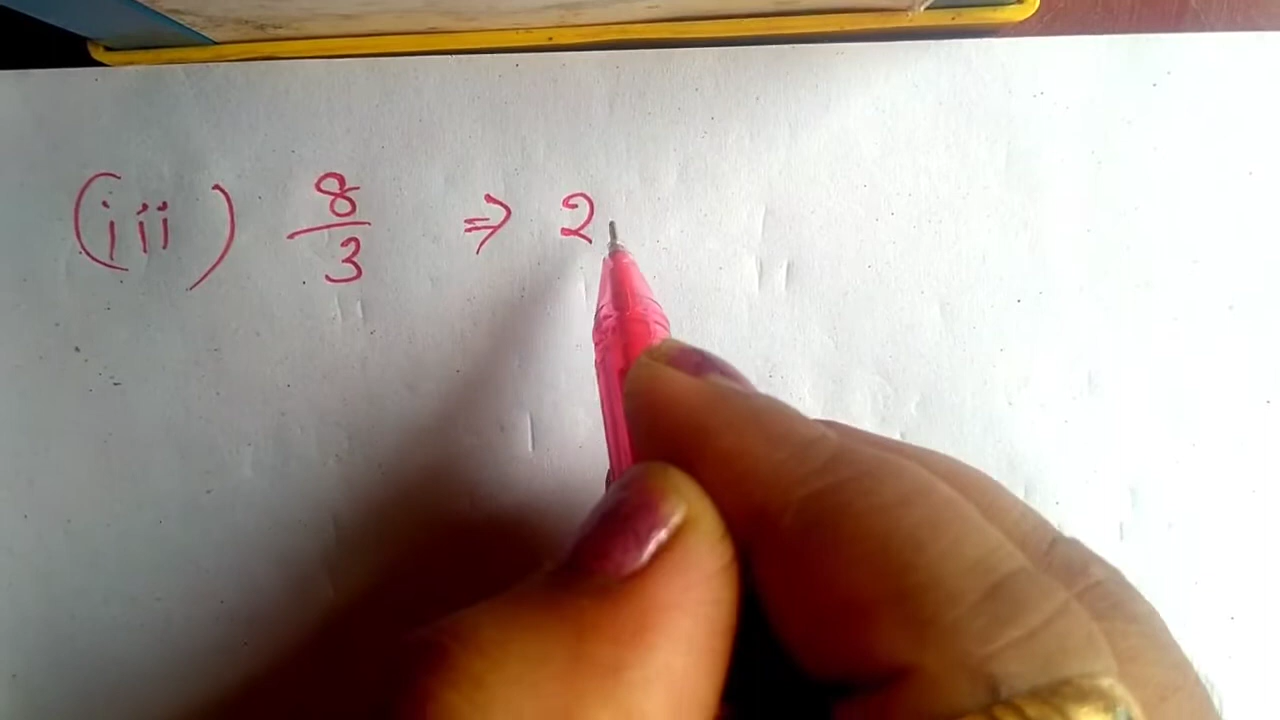 (iii) 8/3 ⇒ 2